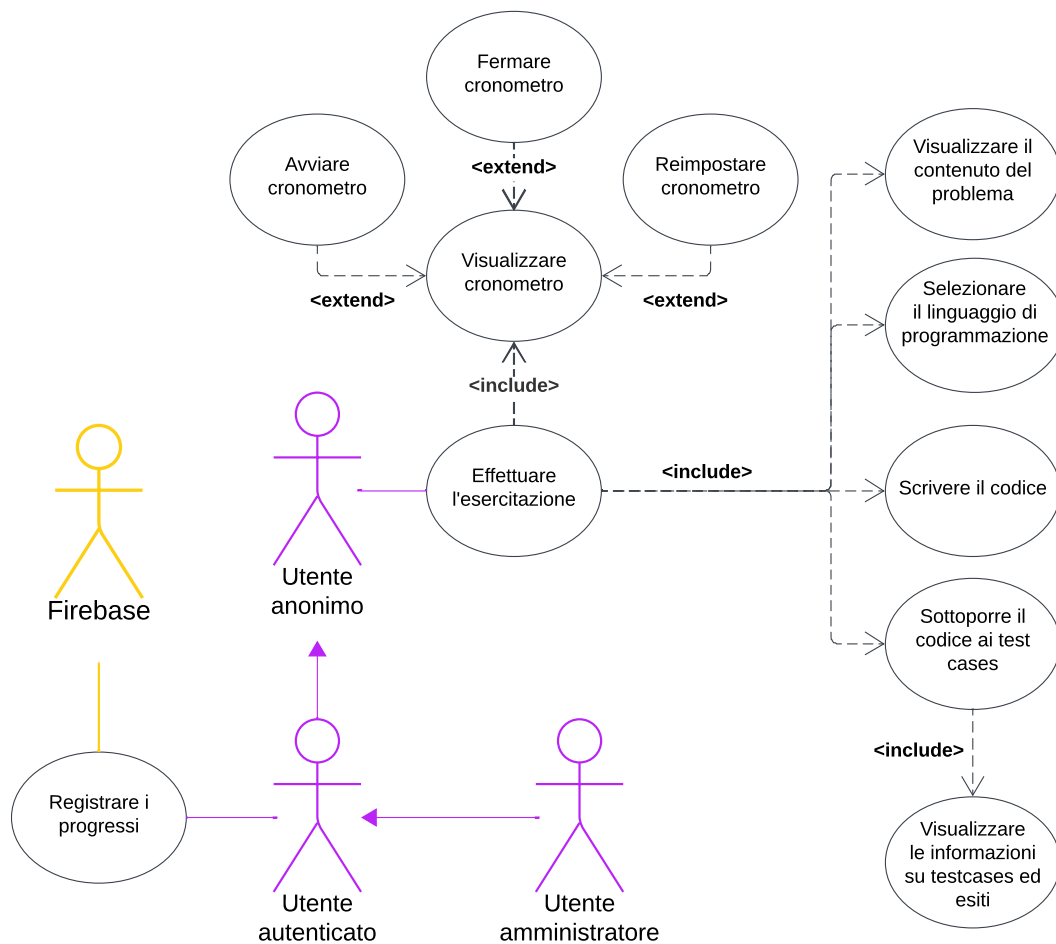 Fermare
cronometro
<extend>
Avviare
cronometro
Reimpostare
cronometro
Visualizzare il
contenuto del
problema
Visualizzare
cronometro
<extend>
<extend>
Selezionare
il linguaggio di
programmazione
<include>
Effettuare
l'esercitazione
<include>
Scrivere il codice
Firebase
Utente
anonimo
Sottoporre il
codice ai test
cases
<include>
Registrare i
progressi
Visualizzare
le informazioni
su testcases ed
esiti
Utente
autenticato
Utente
amministratore